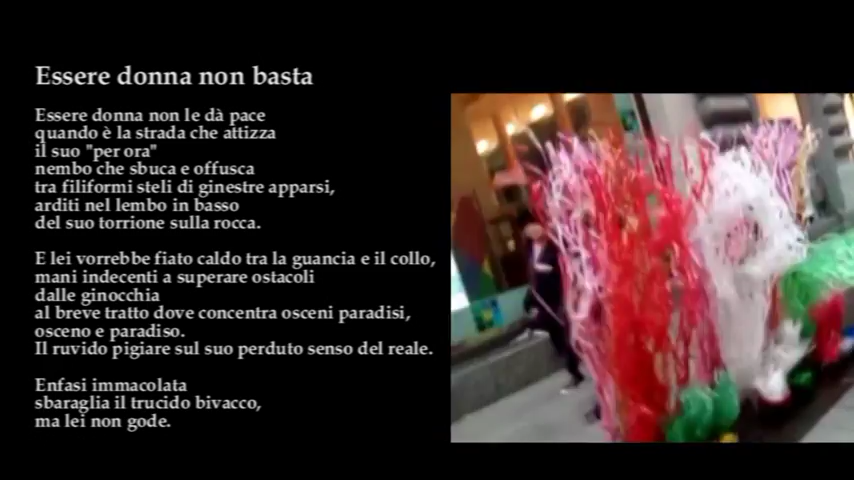 Essere donna non basta
Essere donna non le dà pace
quando è la strada che attizza
il suo "per ora"
nembo che sbuca e offusca
tra filiformi steli di ginestre apparsi,
arditi nel lembo in basso
del suo torrione sulla rocca.
E lei vorrebbe fiato caldo tra la guancia e il collo,
mani indecenti a superare ostacoli
dalle ginocchia
al breve tratto dove concentra osceni paradisi,
osceno e paradiso.
Il ruvido pigiare sul suo perduto senso del reale.
Enfasi immacolata
sbaraglia il trucido bivacco,
ma lei non gode.